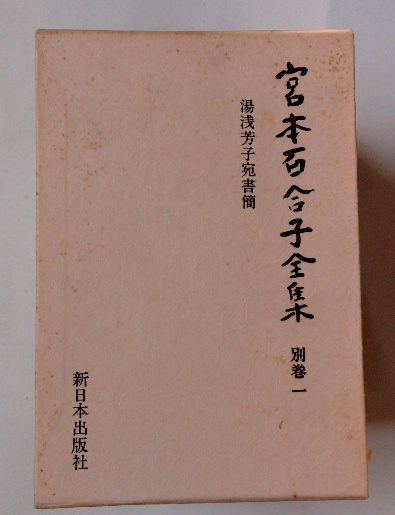 宮本百合子全集
別巻一
湯浅芳子宛書簡
新日本出版社